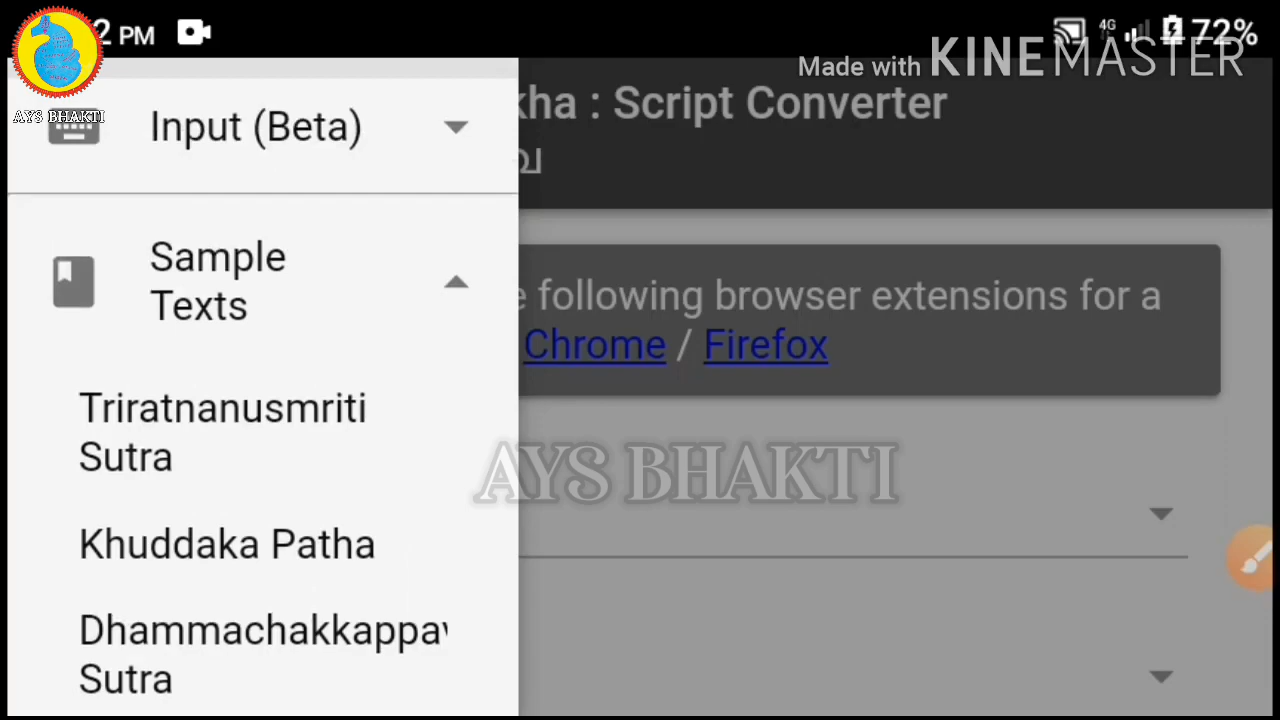 2 PM
4G
72%
Made with KINEMASTER
AYS BHAKTI
Input (Beta)
kha : Script Converter
Sample
Texts
e following browser extensions for a
Chrome / Firefox
Triratnanusmriti
Sutra
AYS BHAKTI
Khuddaka Patha
Dhammachakkappav
Sutra